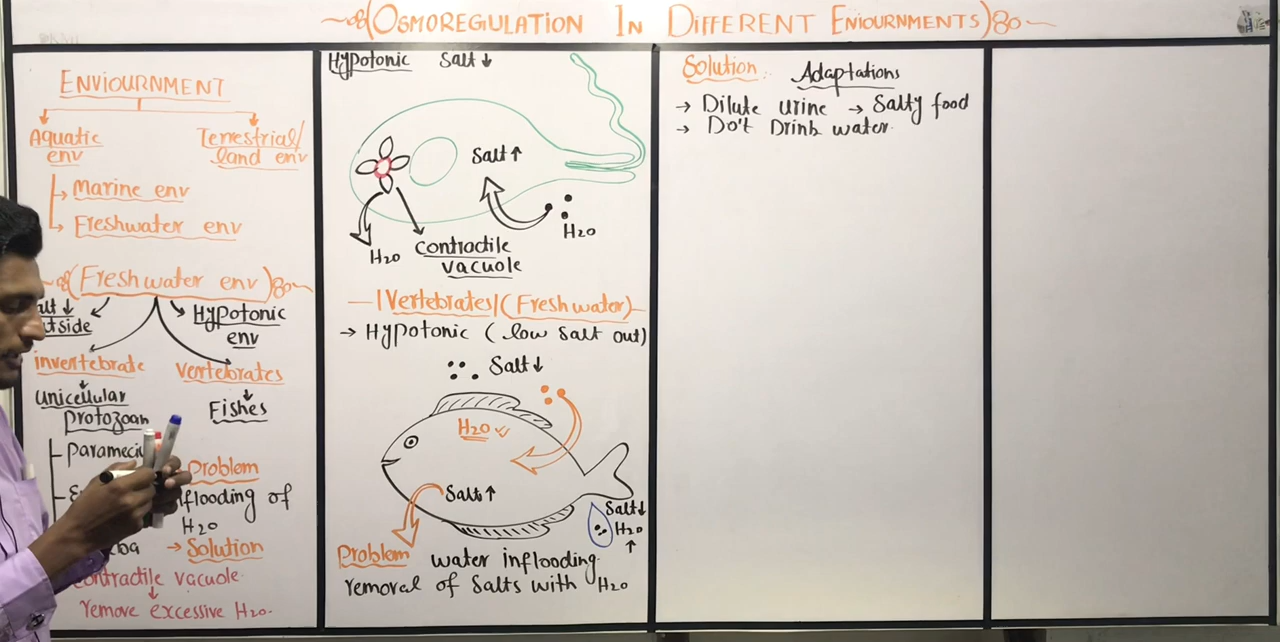 (OSMOREGULATION IN DIFFERENT ENIOURNMENTS)
ENVIOURNMENT
Aquatic env
Terrestrial/ land env
Marine env
Freshwater env
(Freshwater env)
HYPotonic env
invertebrate
vertebrates
Unicellular Protozoan
Fishes
Problem
inflooding of H2O
→ Solution
vacuole
remove excessive H2O.
HYPotonic Salt ↓
Salt ↑
H2O
H2O
Contractile vacuole
Vertebrates (Freshwater)
→ Hypotonic (low salt out)
Salt ↓
H2O ✓
Salt ↑
Salt ↓
H2O ↑
Problem water inflooding.
removal of Salts with H2O
Solution: Adaptations
→ Dilute urine → Salty food
→ Do't Drink water.